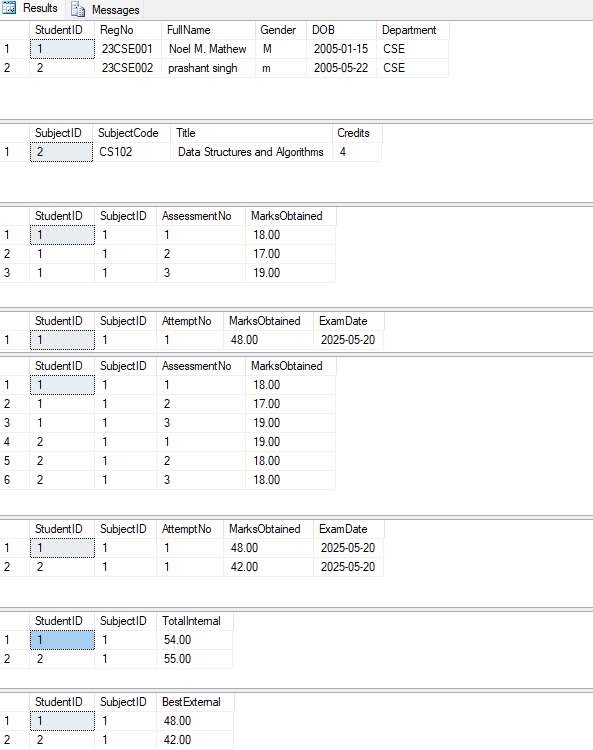 Results Messages
StudentID RegNo FullName Gender DOB Department
1 1 23CSE001 Noel M. Mathew M 2005-01-15 CSE
2 2 23CSE002 prashant singh m 2005-05-22 CSE
SubjectID SubjectCode Title Credits
1 2 CS102 Data Structures and Algorithms 4
StudentID SubjectID AssessmentNo MarksObtained
1 1 1 1 18.00
2 1 1 2 17.00
3 1 1 3 19.00
StudentID SubjectID AttemptNo MarksObtained ExamDate
1 1 1 1 48.00 2025-05-20
StudentID SubjectID AssessmentNo MarksObtained
1 1 1 1 18.00
2 1 1 2 17.00
3 1 1 3 19.00
4 2 1 1 19.00
5 2 1 2 18.00
6 2 1 3 18.00
StudentID SubjectID AttemptNo MarksObtained ExamDate
1 1 1 1 48.00 2025-05-20
2 2 1 1 42.00 2025-05-20
StudentID SubjectID TotalInternal
1 1 1 54.00
2 2 1 55.00
StudentID SubjectID BestExternal
1 1 1 48.00
2 2 1 42.00